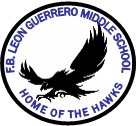 F.B. LEON GUERRERO MIDDLE SCHOOL
HOME OF THE HAWKS